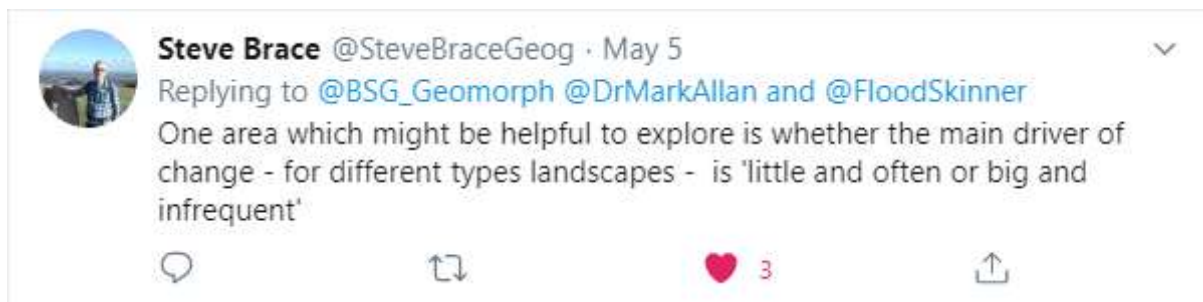 Steve Brace @SteveBraceGeog · May 5
Replying to @BSG_Geomorph @DrMarkAllan and @FloodSkinner
One area which might be helpful to explore is whether the main driver of
change - for different types landscapes -  is 'little and often or big and
infrequent'
3